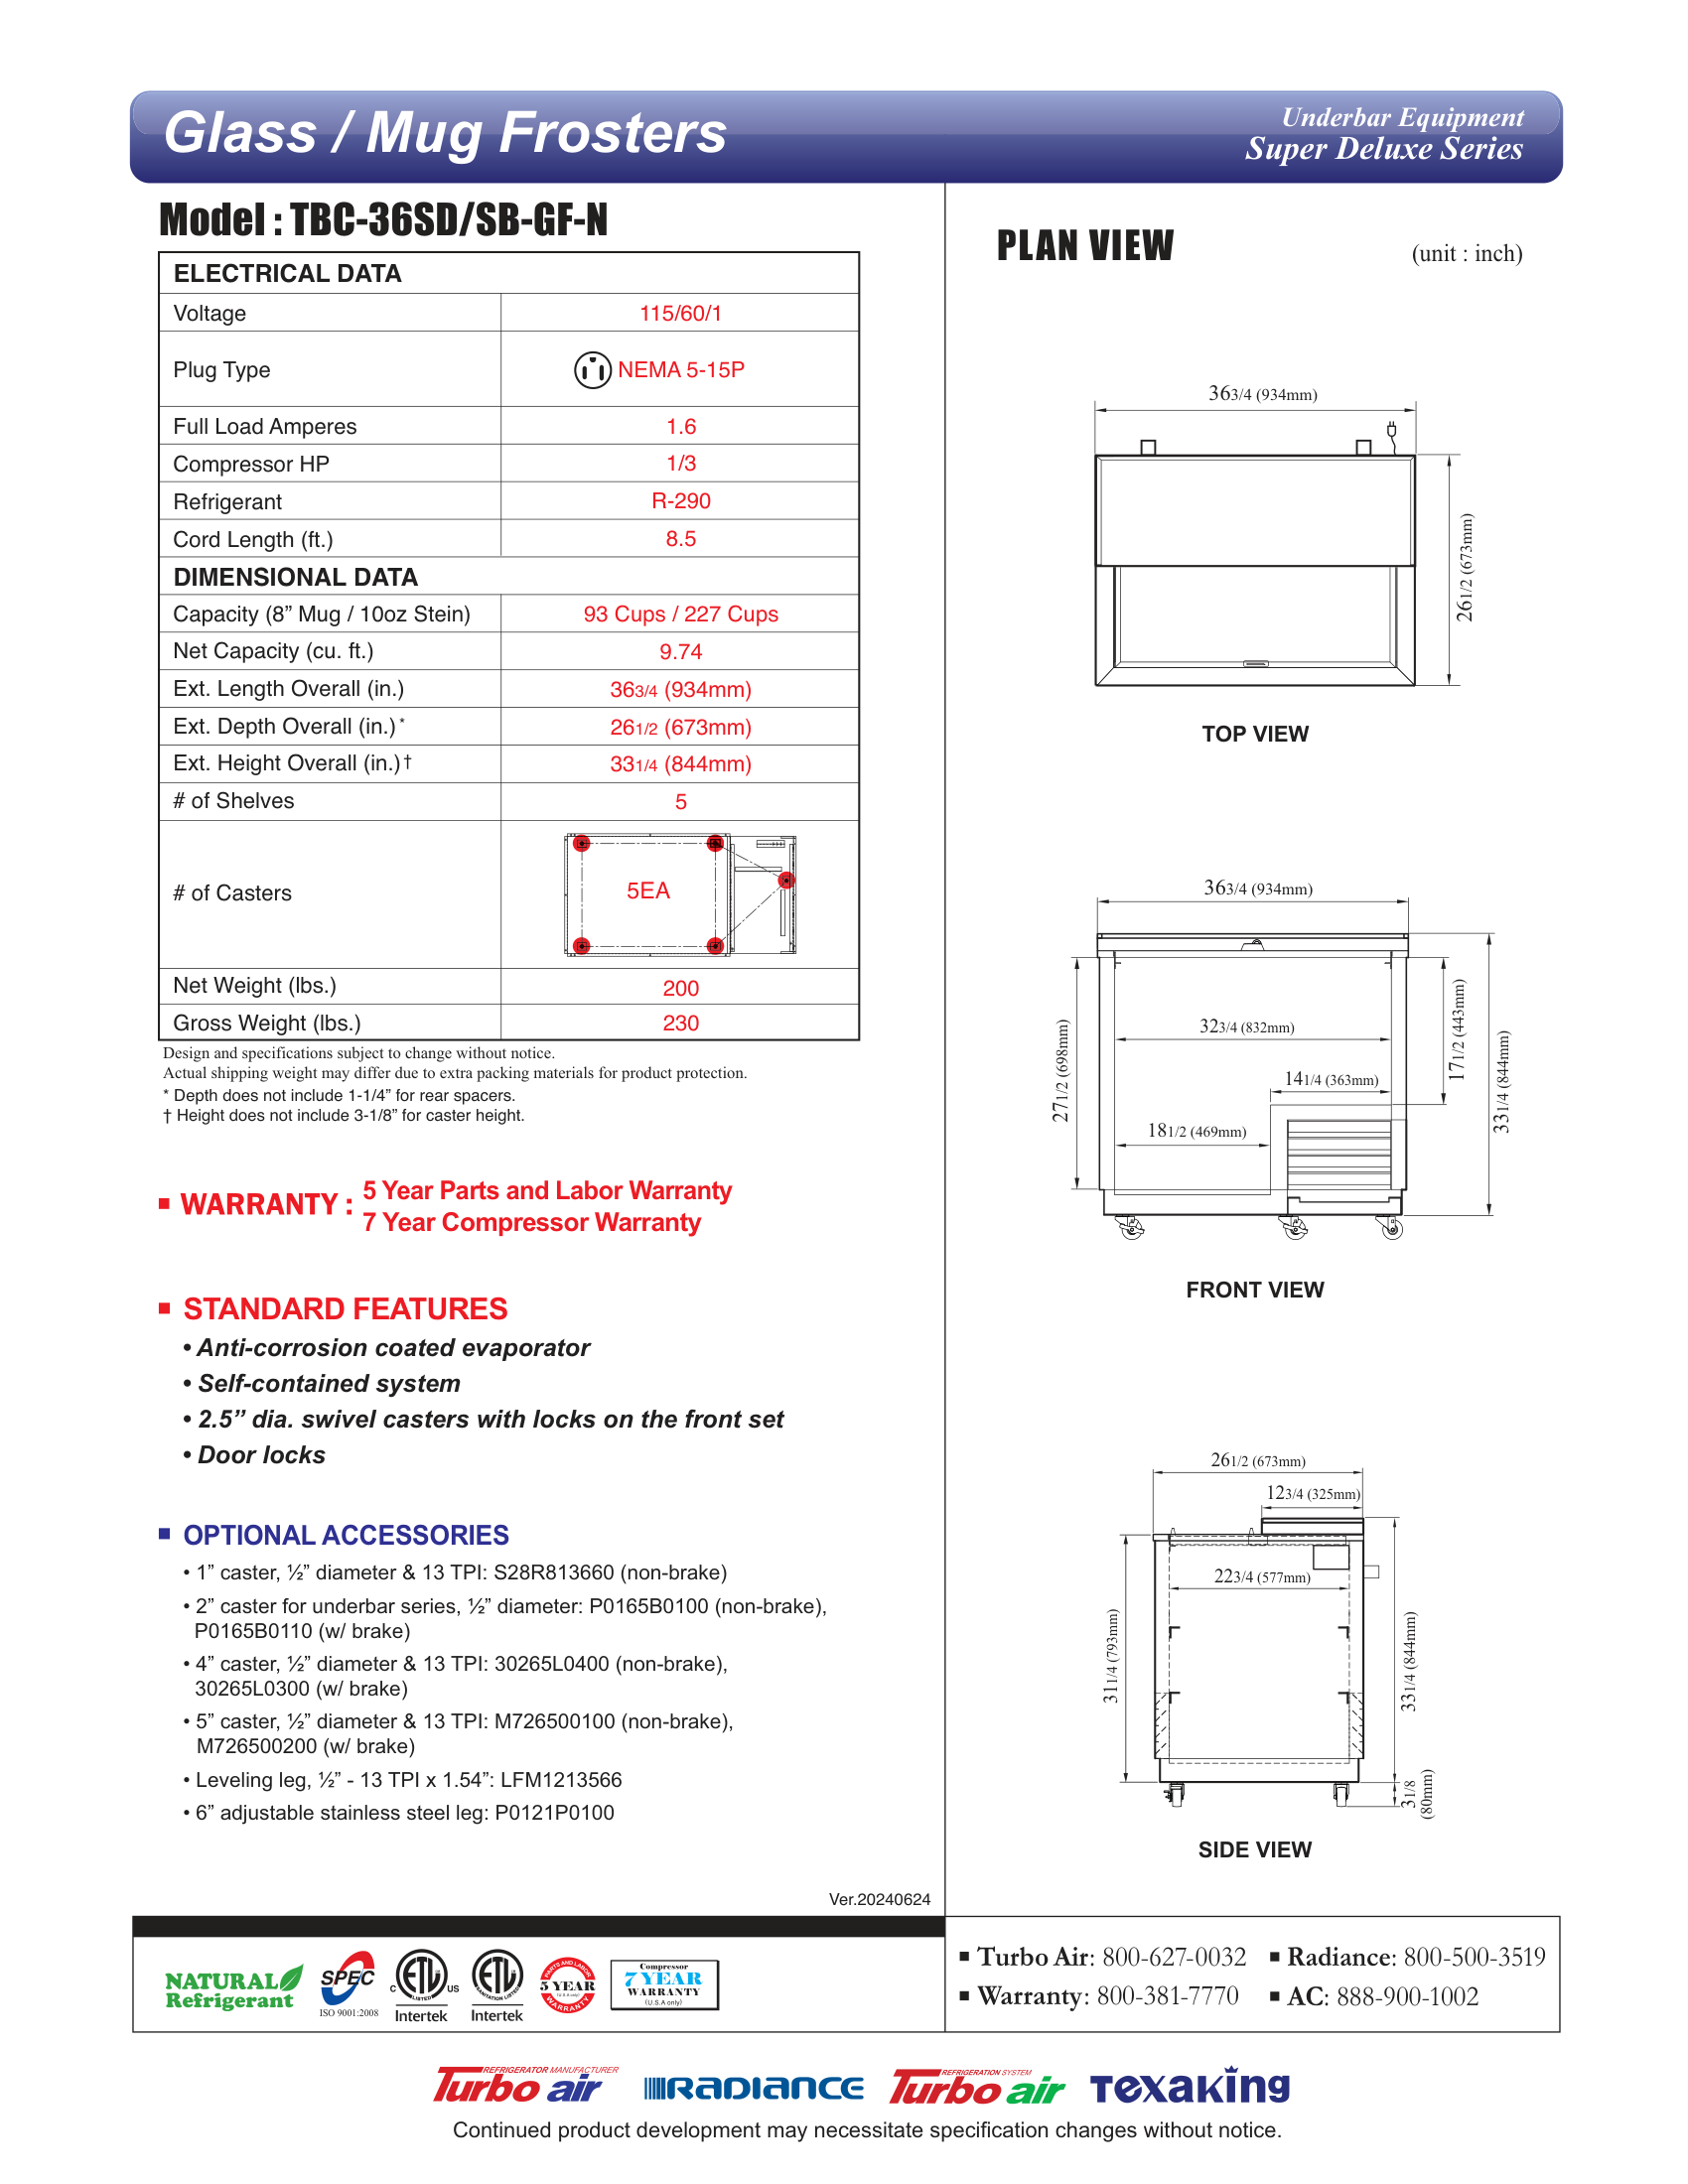 Glass / Mug Frosters
Underbar Equipment
Super Deluxe Series
Model : TBC-36SD/SB-GF-N
ELECTRICAL DATA
Voltage 115/60/1
Plug Type NEMA 5-15P
Full Load Amperes 1.6
Compressor HP 1/3
Refrigerant R-290
Cord Length (ft.) 8.5
DIMENSIONAL DATA
Capacity (8” Mug / 10oz Stein) 93 Cups / 227 Cups
Net Capacity (cu. ft.) 9.74
Ext. Length Overall (in.) 363/4 (934mm)
Ext. Depth Overall (in.)* 261/2 (673mm)
Ext. Height Overall (in.)† 331/4 (844mm)
# of Shelves 5
# of Casters 5EA
Net Weight (lbs.) 200
Gross Weight (lbs.) 230
Design and specifications subject to change without notice.
Actual shipping weight may differ due to extra packing materials for product protection.
* Depth does not include 1-1/4” for rear spacers.
† Height does not include 3-1/8” for caster height.
WARRANTY : 5 Year Parts and Labor Warranty
7 Year Compressor Warranty
STANDARD FEATURES
• Anti-corrosion coated evaporator
• Self-contained system
• 2.5” dia. swivel casters with locks on the front set
• Door locks
OPTIONAL ACCESSORIES
• 1” caster, ½” diameter & 13 TPI: S28R813660 (non-brake)
• 2” caster for underbar series, ½” diameter: P0165B0100 (non-brake),
P0165B0110 (w/ brake)
• 4” caster, ½” diameter & 13 TPI: 30265L0400 (non-brake),
30265L0300 (w/ brake)
• 5” caster, ½” diameter & 13 TPI: M726500100 (non-brake),
M726500200 (w/ brake)
• Leveling leg, ½” - 13 TPI x 1.54”: LFM1213566
• 6” adjustable stainless steel leg: P0121P0100
Ver.20240624
PLAN VIEW
(unit : inch)
363/4 (934mm)
261/2 (673mm)
TOP VIEW
363/4 (934mm)
323/4 (832mm)
141/4 (363mm)
181/2 (469mm)
271/2 (698mm)
171/2 (443mm)
331/4 (844mm)
FRONT VIEW
261/2 (673mm)
123/4 (325mm)
223/4 (577mm)
311/4 (793mm)
331/4 (844mm)
31/8
(80mm)
SIDE VIEW
NATURAL
Refrigerant
SPEC
ISO 9001:2008
C ETL US
LISTED
Intertek
ETL
SANITATION LISTED
Intertek
PARTS AND LABOR
5 YEAR
(U.S.A only)
WARRANTY
Compressor
7 YEAR
WARRANTY
(U.S.A only)
Turbo Air: 800-627-0032
Radiance: 800-500-3519
Warranty: 800-381-7770
AC: 888-900-1002
REFRIGERATOR MANUFACTURER
Turbo air
RADIANCE
REFRIGERATION SYSTEM
Turbo air
Texaking
Continued product development may necessitate specification changes without notice.